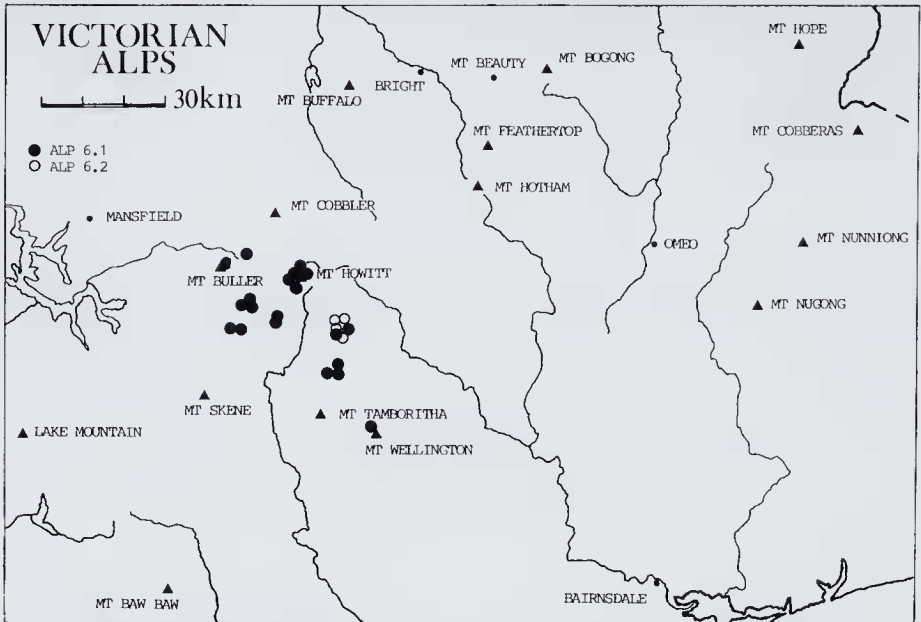 VICTORIAN
ALPS
30km
ALP 6.1
ALP 6.2
MT HOPE
MT BEAUTY
MT BOGONG
BRIGHT
MT BUFFALO
MT FEATHERTOP
MT COBBERAS
MT HOTHAM
MT COBBLER
MANSFIELD
OMEO
MT NUNNIONG
MT BULLER
MT HOWITT
MT NUGONG
MT SKENE
MT TAMBORITHA
LAKE MOUNTAIN
MT WELLINGTON
MT BAW BAW
BAIRNSDALE